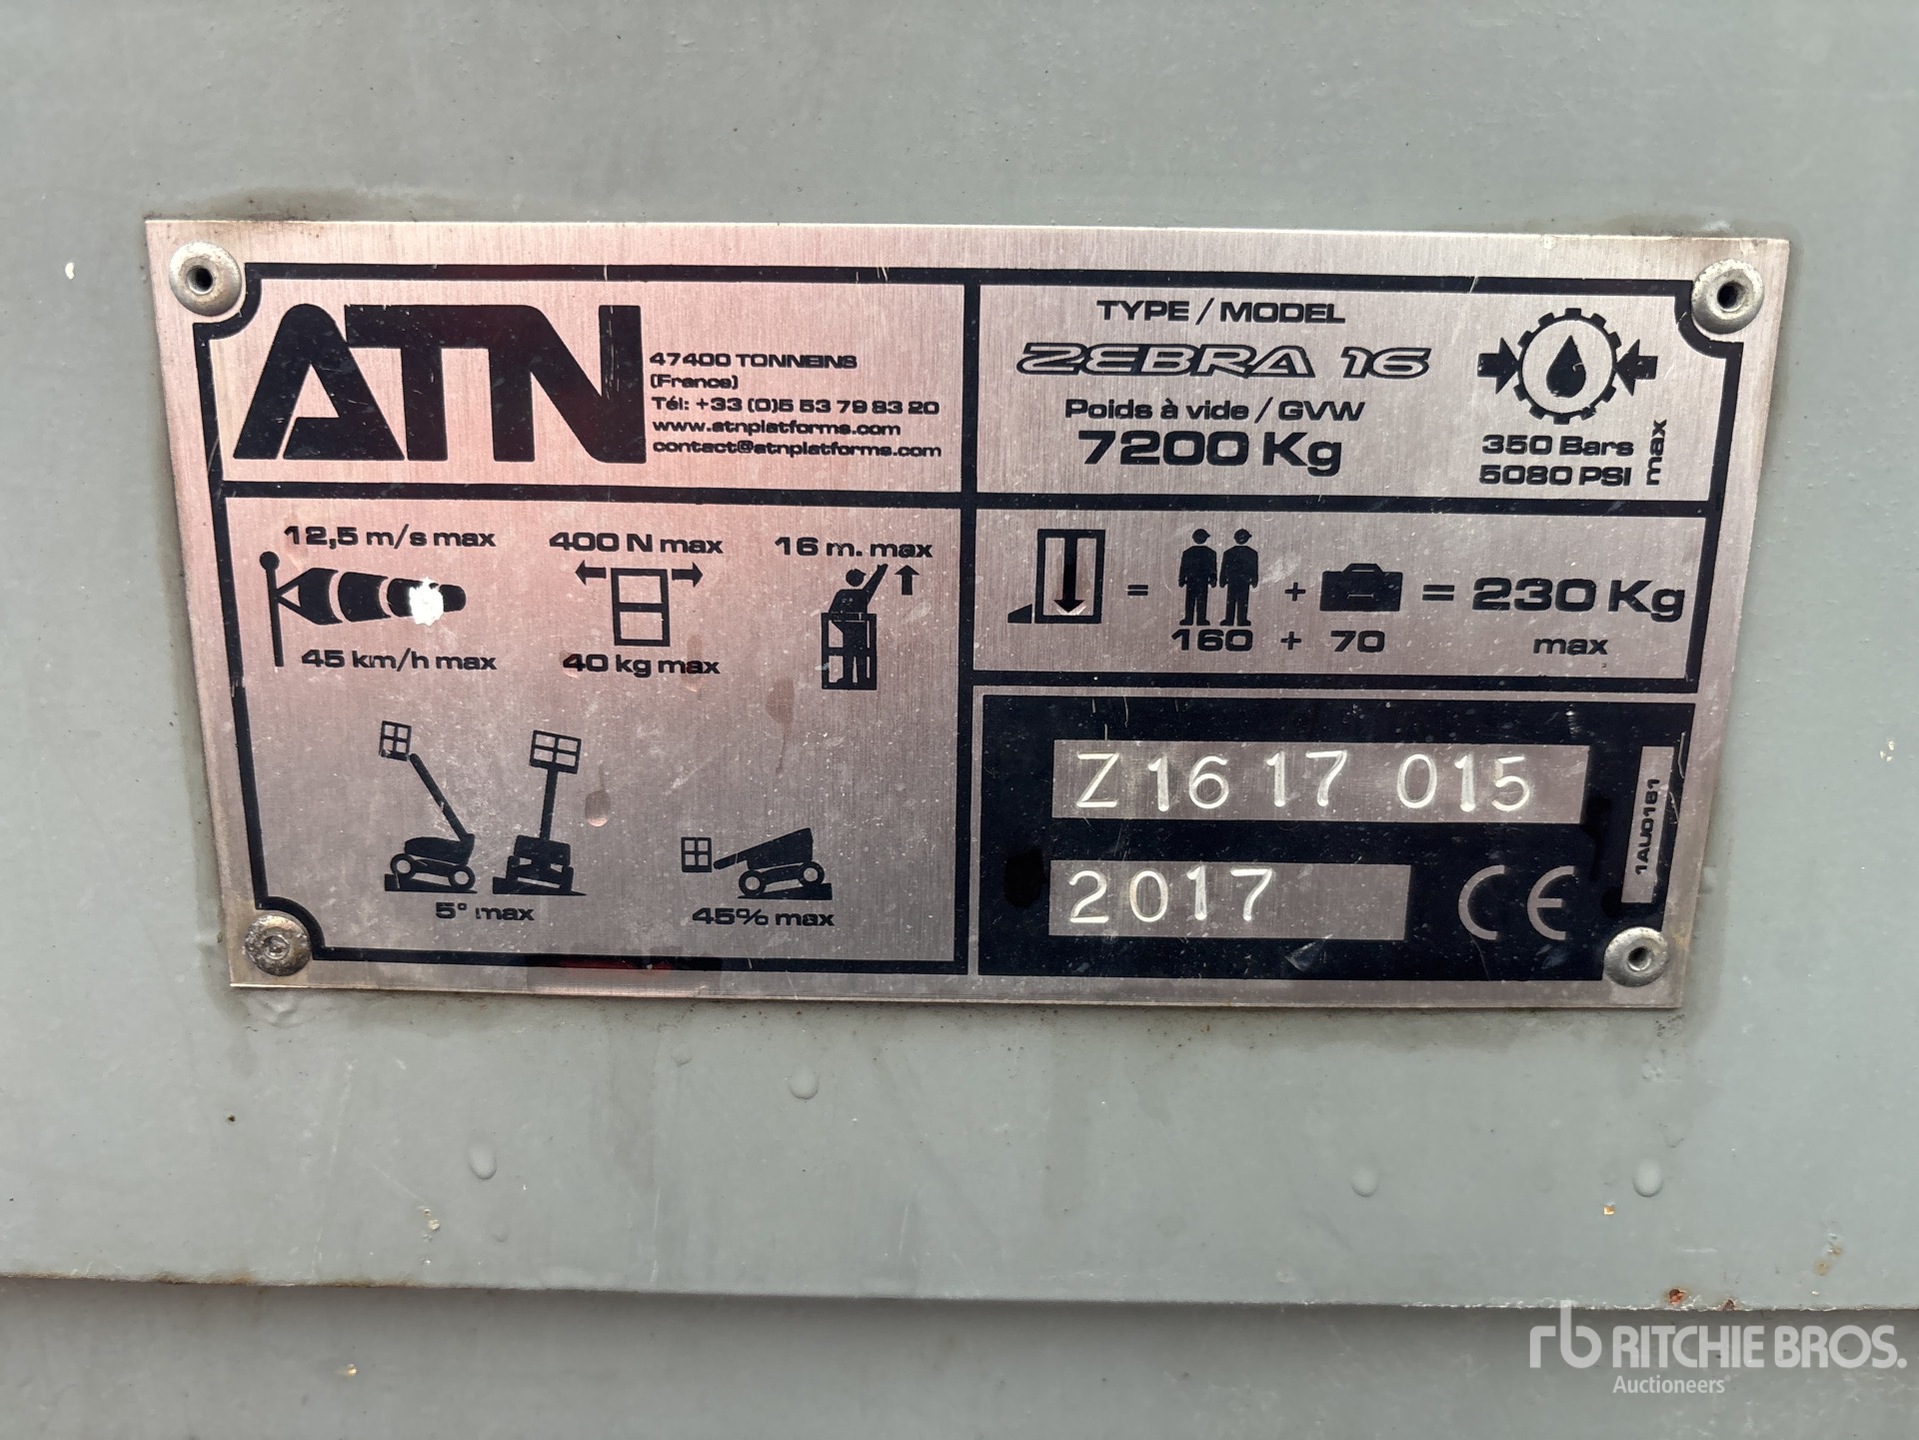 ATN
47400 TONNEINS
(France)
Tél: +33 (0)5 53 79 83 20
www.atnplatforms.com
contact@atnplatforms.com
TYPE / MODEL
ZEBRA 16
Poids à vide / GVW
7200 Kg
350 Bars
5080 PSI
max
12,5 m/s max
45 km/h max
400 N max
40 kg max
16 m. max
= + = 230 Kg
160 + 70 max
5° max
45% max
Z1617 015
2017
CE
1AU0181
rb RITCHIE BROS.
Auctioneers